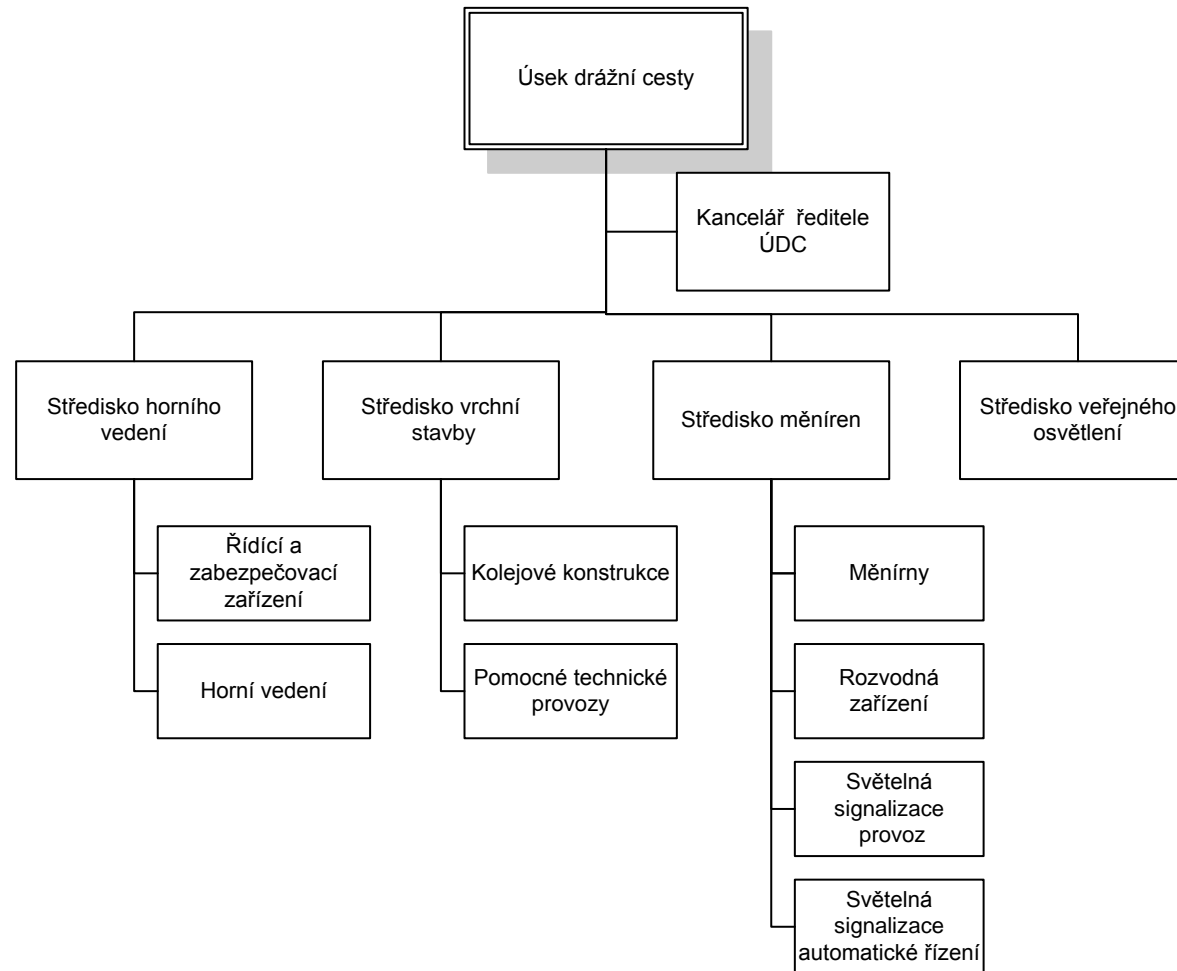 Úsek drážní cesty
Kancelář ředitele
ÚDC
Středisko horního
vedení
Středisko vrchní
stavby
Středisko měníren
Středisko veřejného
osvětlení
Řídící a
zabezpečovací
zařízení
Horní vedení
Kolejové konstrukce
Pomocné technické
provozy
Měnírny
Rozvodná
zařízení
Světelná
signalizace
provoz
Světelná
signalizace
automatické řízení